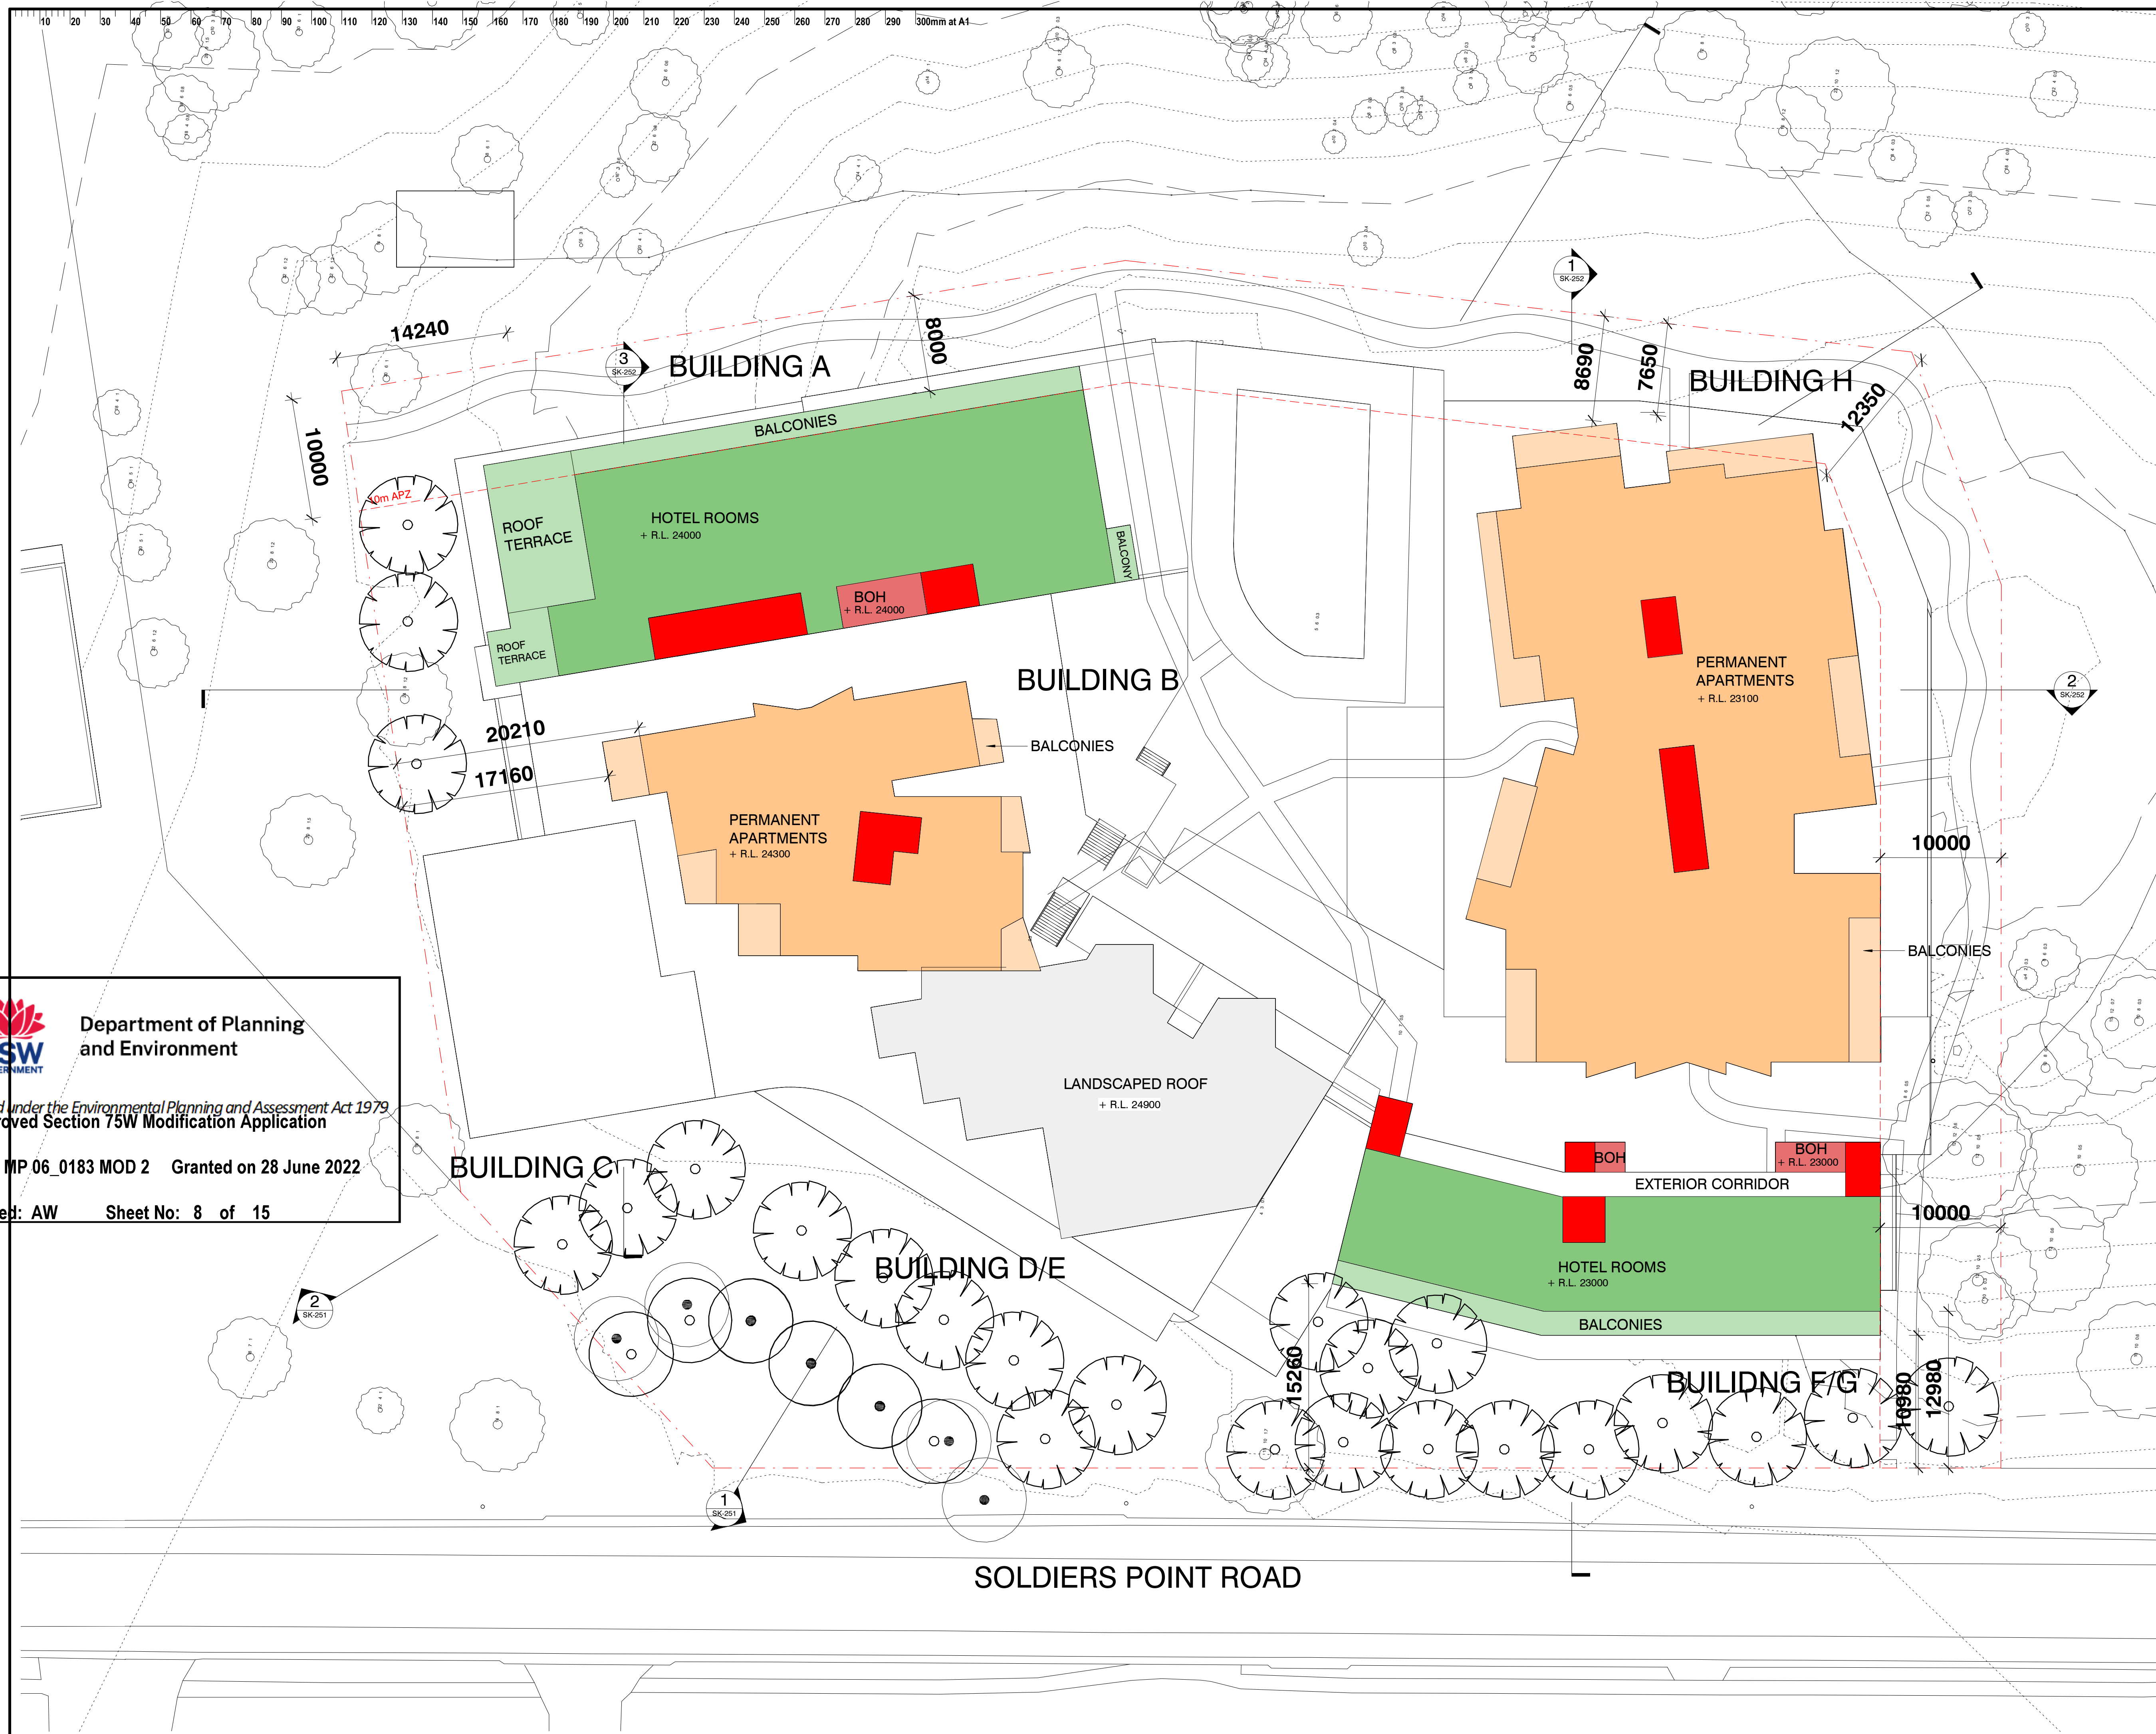 10 20 30 40 50 60 70 80 90 100 110 120 130 140 150 160 170 180 190 200 210 220 230 240 250 260 270 280 290 300mm at A1
1
SK-252
14240
8000
3
SK-252
BUILDING A
8690
7650
BUILDING H
12350
10000
BALCONIES
10m APZ
ROOF
TERRACE
HOTEL ROOMS
+ R.L. 24000
BALCONY
BOH
+ R.L. 24000
ROOF
TERRACE
BUILDING B
PERMANENT
APARTMENTS
+ R.L. 23100
2
SK-252
20210
17160
BALCONIES
PERMANENT
APARTMENTS
+ R.L. 24300
10000
BALCONIES
Department of Planning
and Environment
SW
ERNMENT
d under the Environmental Planning and Assessment Act 1979
roved Section 75W Modification Application
MP 06_0183 MOD 2 Granted on 28 June 2022
ed: AW Sheet No: 8 of 15
LANDSCAPED ROOF
+ R.L. 24900
BUILDING C
BOH
BOH
+ R.L. 23000
EXTERIOR CORRIDOR
10000
BUILDING D/E
HOTEL ROOMS
+ R.L. 23000
2
SK-251
BALCONIES
15260
BUILIDNG F/G
10980
12980
1
SK-251
SOLDIERS POINT ROAD